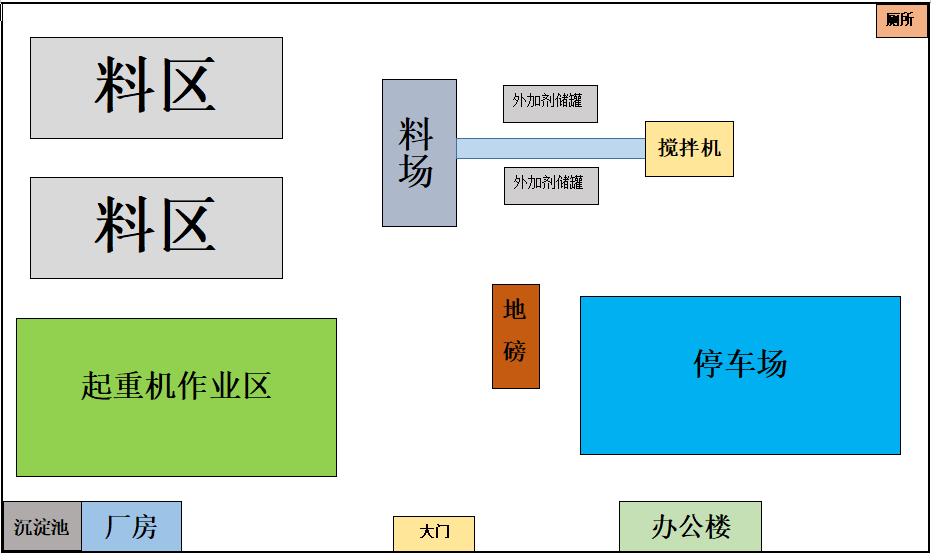 厕所
料区
外加剂储罐
料
场
搅拌机
外加剂储罐
料区
地
磅
停车场
起重机作业区
沉淀池
厂房
大门
办公楼